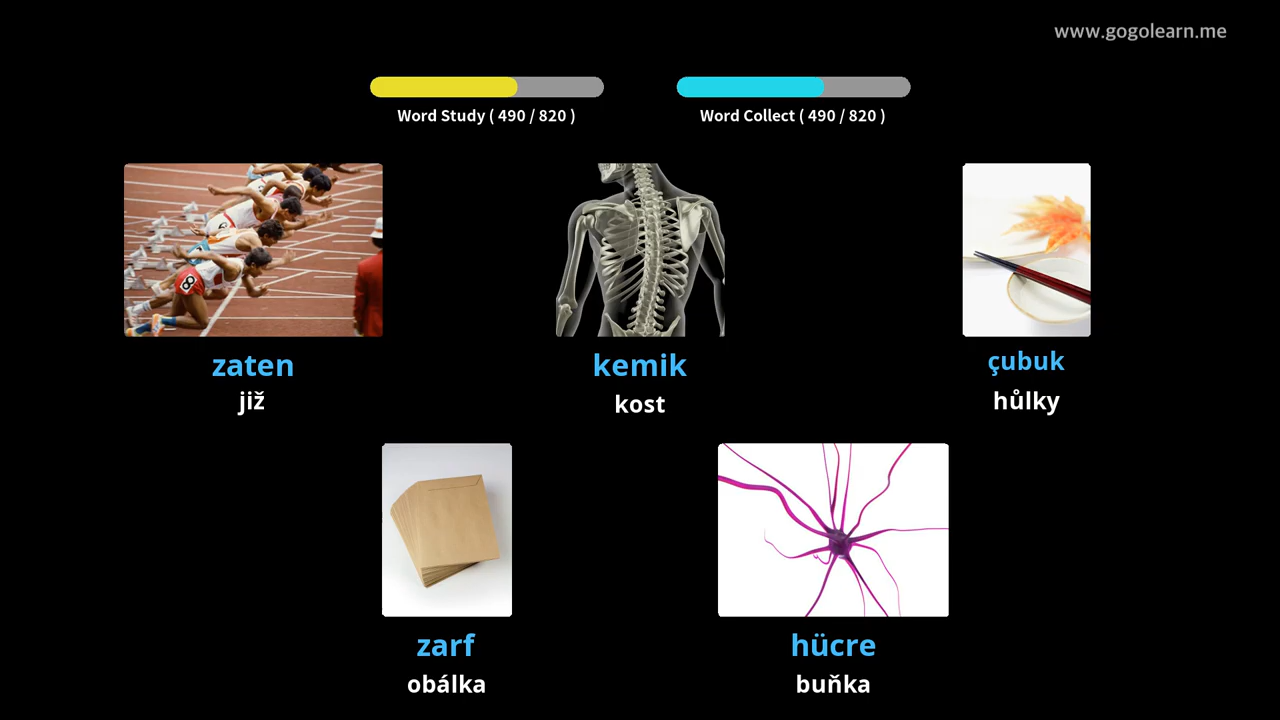 www.gogolearn.me
Word Study ( 490 / 820 )
Word Collect ( 490 / 820 )
zaten
již
kemik
kost
çubuk
hůlky
zarf
obálka
hücre
buňka